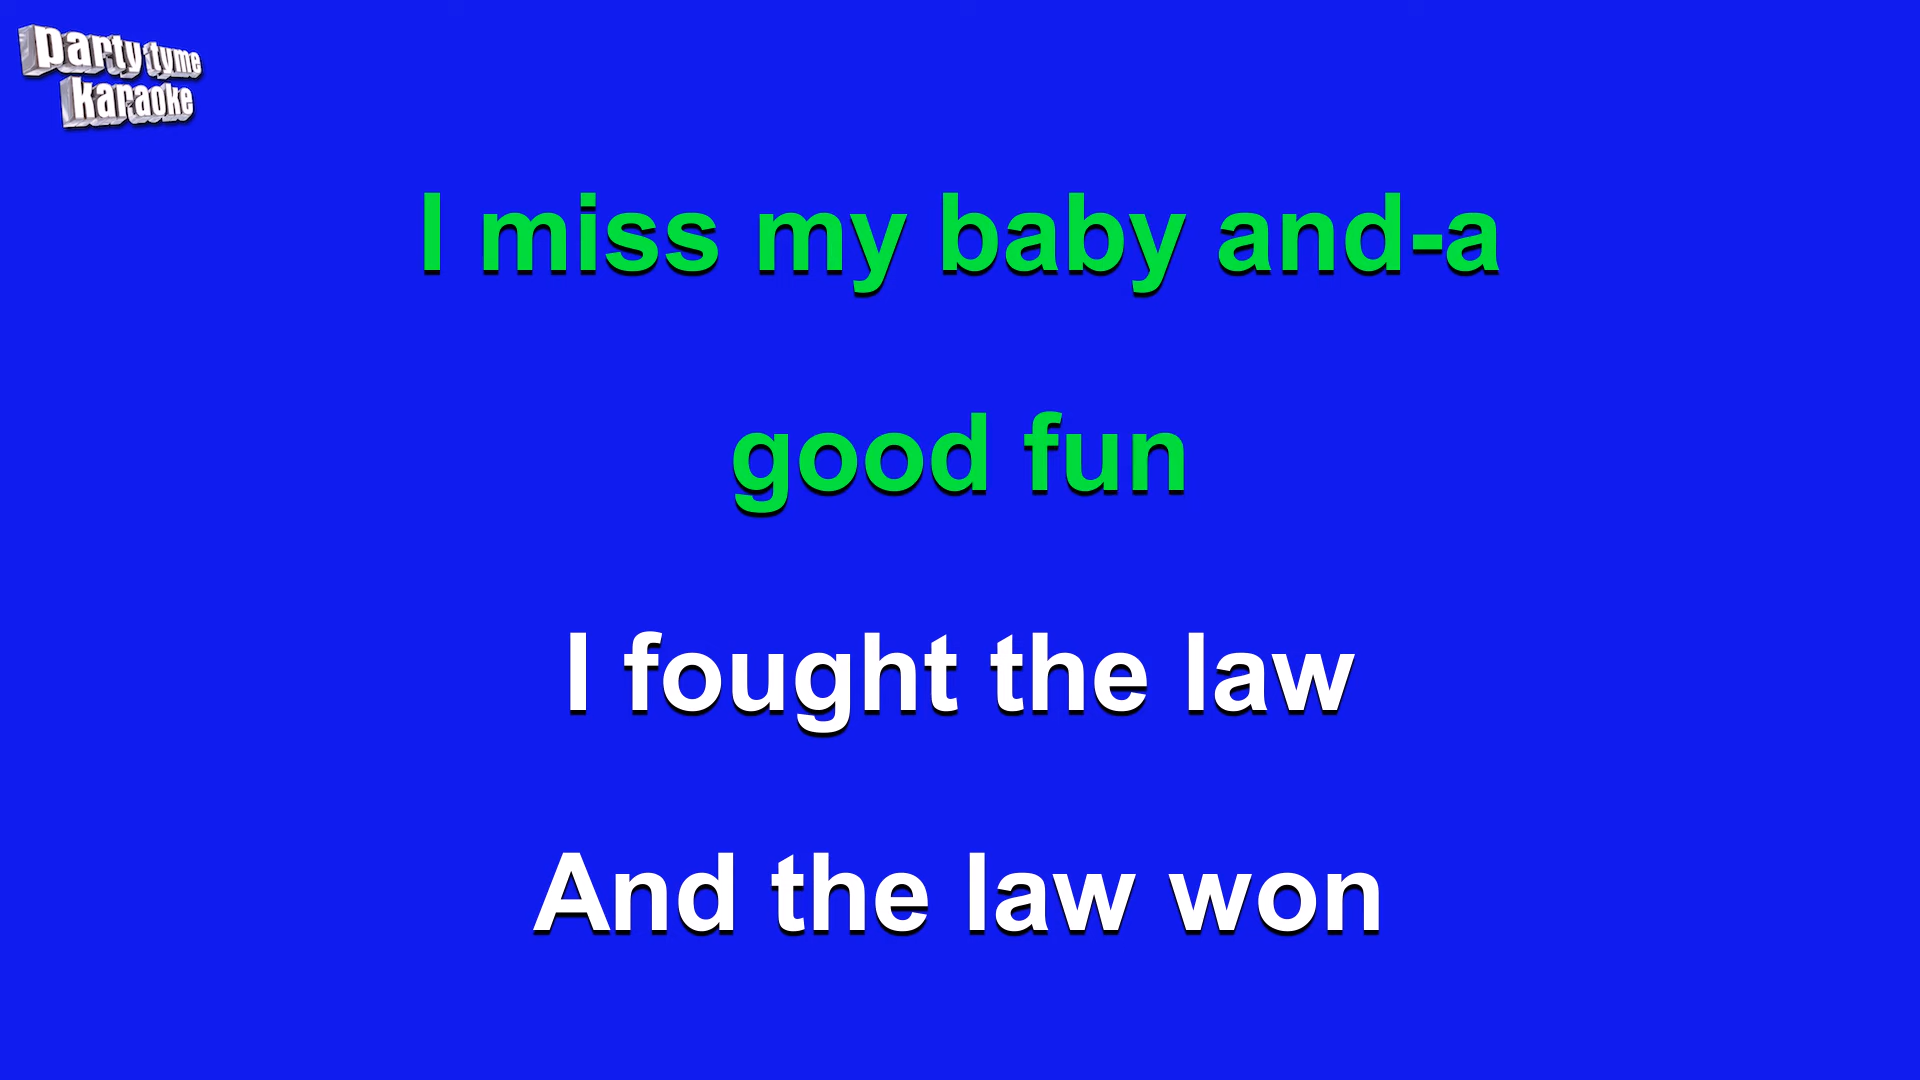 party tyme
karaoke
I miss my baby and-a
good fun
I fought the law
And the law won